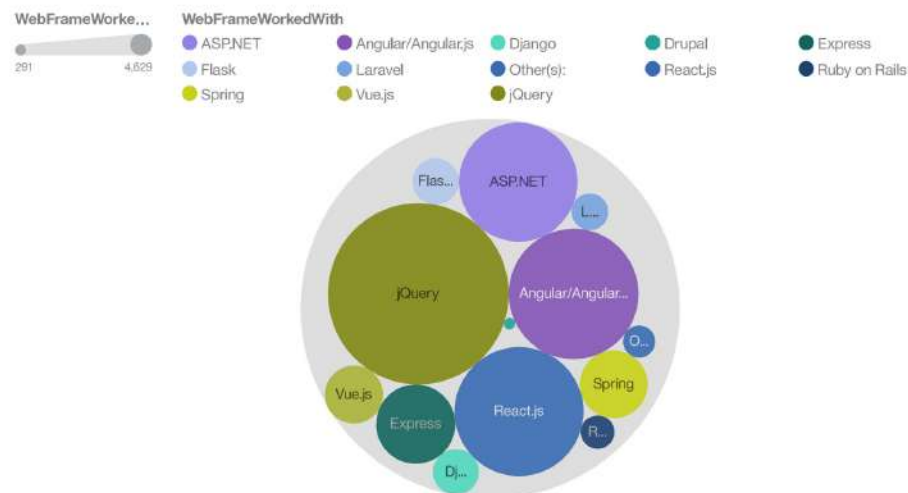 WebFrameWorke... WebFrameWorkedWith
ASP.NET Angular/Angular.js Django Drupal Express
291 4,629
Flask Laravel Other(s): React.js Ruby on Rails
Spring Vue.js jQuery
Flas... ASP.NET
L...
jQuery Angular/Angular...
O...
Spring
Vue.js
React.js
Express
R...
Dj...